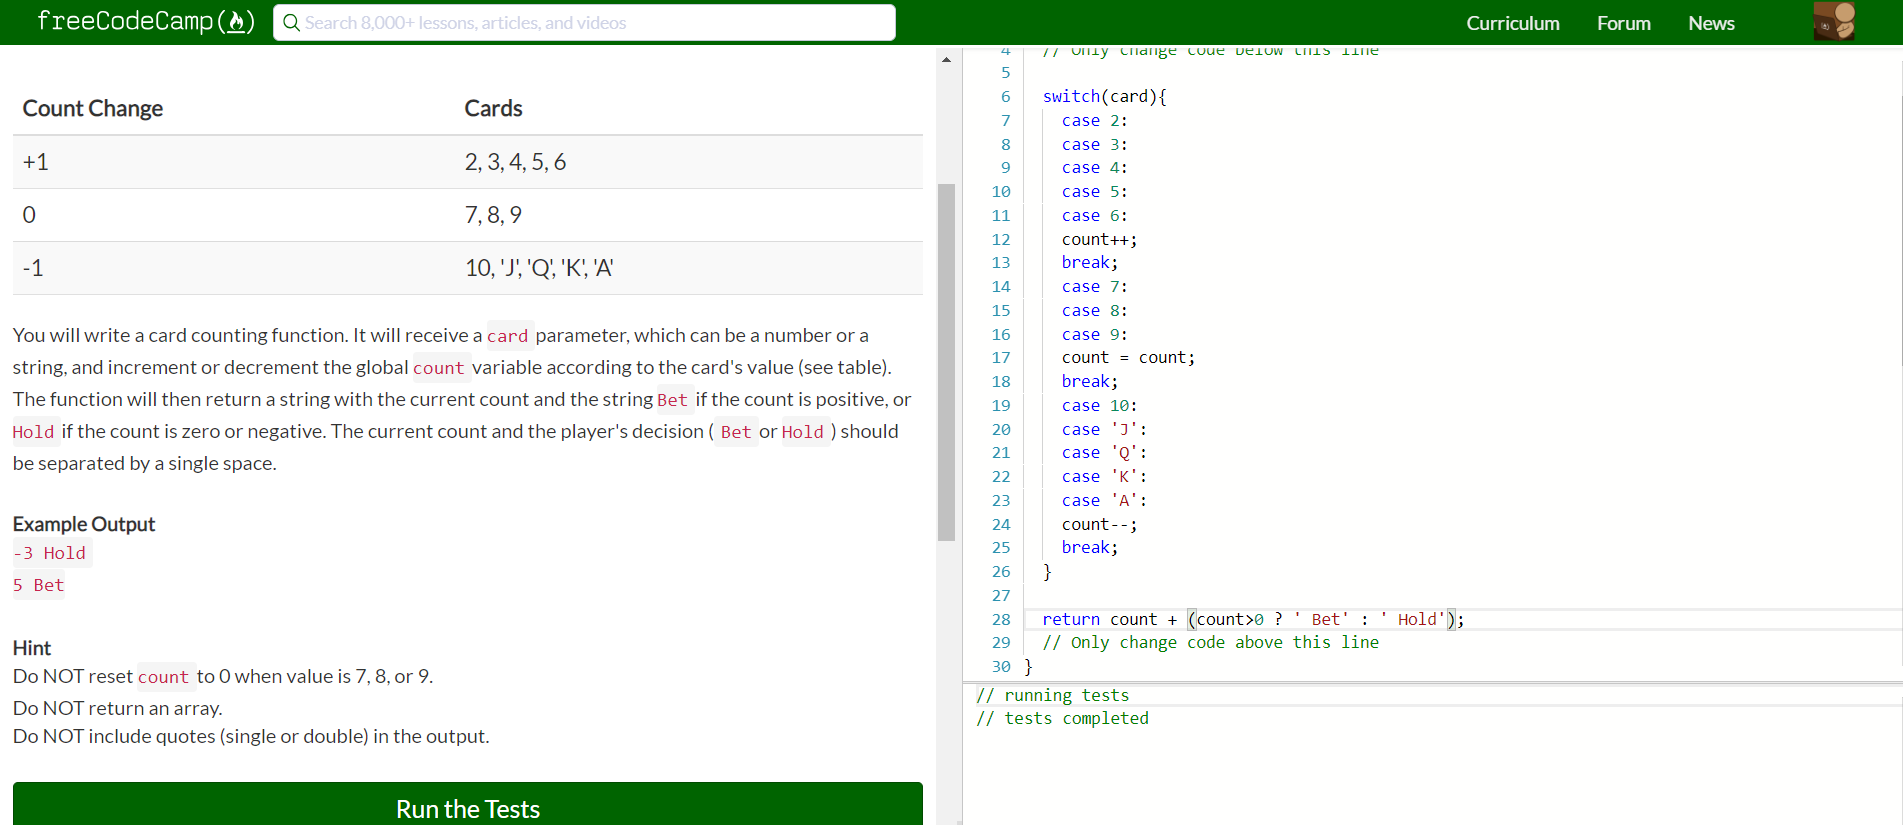 freeCodeCamp(🔥)
Search 8,000+ lessons, articles, and videos
Curriculum Forum News
Count Change Cards
+1 2, 3, 4, 5, 6
0 7, 8, 9
-1 10, 'J', 'Q', 'K', 'A'
You will write a card counting function. It will receive a card parameter, which can be a number or a
string, and increment or decrement the global count variable according to the card's value (see table).
The function will then return a string with the current count and the string Bet if the count is positive, or
Hold if the count is zero or negative. The current count and the player's decision ( Bet or Hold ) should
be separated by a single space.
Example Output
-3 Hold
5 Bet
Hint
Do NOT reset count to 0 when value is 7, 8, or 9.
Do NOT return an array.
Do NOT include quotes (single or double) in the output.
Run the Tests
4 // Only change code below this line
5
6 switch(card){
7 case 2:
8 case 3:
9 case 4:
10 case 5:
11 case 6:
12 count++;
13 break;
14 case 7:
15 case 8:
16 case 9:
17 count = count;
18 break;
19 case 10:
20 case 'J':
21 case 'Q':
22 case 'K':
23 case 'A':
24 count--;
25 break;
26 }
27
28 return count + (count>0 ? ' Bet' : ' Hold');
29 // Only change code above this line
30 }
// running tests
// tests completed